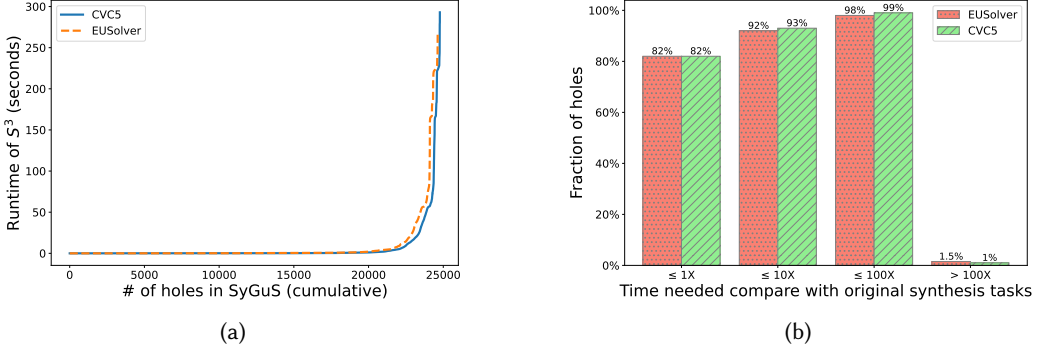 CVC5
EUSolver
300
250
200
150
100
50
0
Runtime of S³ (seconds)
0 5000 10000 15000 20000 25000
# of holes in SyGuS (cumulative)
(a)
100%
80%
60%
40%
20%
0%
Fraction of holes
EUSolver
CVC5
82% 82%
92% 93%
98% 99%
1.5% 1%
≤ 1X ≤ 10X ≤ 100X > 100X
Time needed compare with original synthesis tasks
(b)